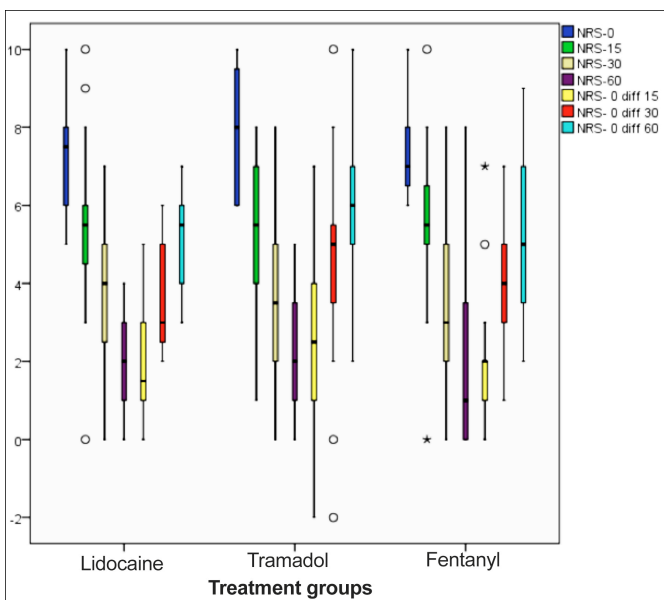 NRS-0
NRS-15
NRS-30
NRS-60
NRS- 0 diff 15
NRS- 0 diff 30
NRS- 0 diff 60
10
8
6
4
2
0
-2
Lidocaine Tramadol Fentanyl
Treatment groups